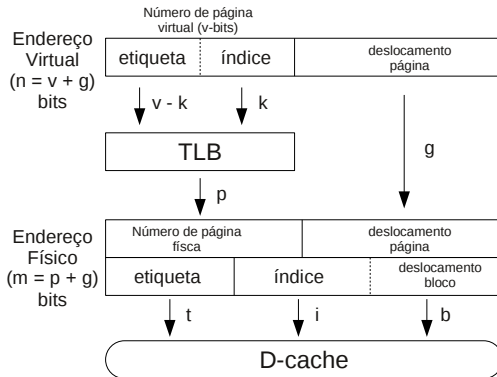 Número de página
virtual (v-bits)
Endereço
Virtual
(n = v + g)
bits
etiqueta
índice
deslocamento
página
v - k
k
g
TLB
p
Endereço
Físico
(m = p + g)
bits
Número de página
físca
deslocamento
página
etiqueta
índice
deslocamento
bloco
t
i
b
D-cache